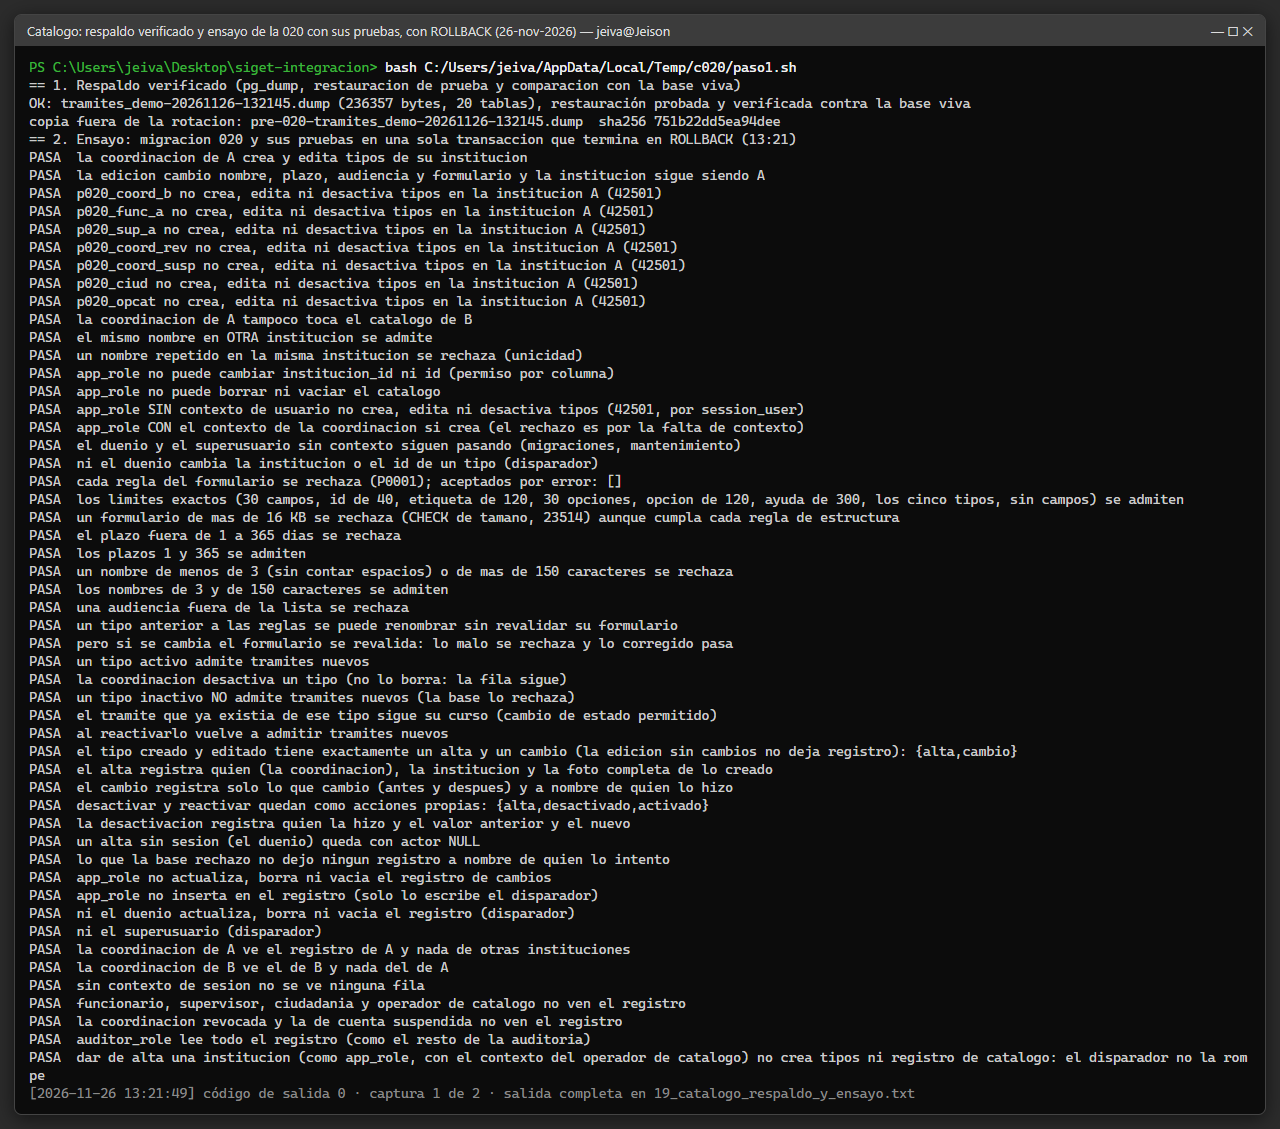 Catalogo: respaldo verificado y ensayo de la 020 con sus pruebas, con ROLLBACK (26-nov-2026) — jeiva@Jeison
PS C:\Users\jeiva\Desktop\siget-integracion> bash C:/Users/jeiva/AppData/Local/Temp/c020/paso1.sh
== 1. Respaldo verificado (pg_dump, restauracion de prueba y comparacion con la base viva)
OK: tramites_demo-20261126-132145.dump (236357 bytes, 20 tablas), restauración probada y verificada contra la base viva
copia fuera de la rotacion: pre-020-tramites_demo-20261126-132145.dump  sha256 751b22dd5ea94dee
== 2. Ensayo: migracion 020 y sus pruebas en una sola transaccion que termina en ROLLBACK (13:21)
PASA  la coordinacion de A crea y edita tipos de su institucion
PASA  la edicion cambio nombre, plazo, audiencia y formulario y la institucion sigue siendo A
PASA  p020_coord_b no crea, edita ni desactiva tipos en la institucion A (42501)
PASA  p020_func_a no crea, edita ni desactiva tipos en la institucion A (42501)
PASA  p020_sup_a no crea, edita ni desactiva tipos en la institucion A (42501)
PASA  p020_coord_rev no crea, edita ni desactiva tipos en la institucion A (42501)
PASA  p020_coord_susp no crea, edita ni desactiva tipos en la institucion A (42501)
PASA  p020_ciud no crea, edita ni desactiva tipos en la institucion A (42501)
PASA  p020_opcat no crea, edita ni desactiva tipos en la institucion A (42501)
PASA  la coordinacion de A tampoco toca el catalogo de B
PASA  el mismo nombre en OTRA institucion se admite
PASA  un nombre repetido en la misma institucion se rechaza (unicidad)
PASA  app_role no puede cambiar institucion_id ni id (permiso por columna)
PASA  app_role no puede borrar ni vaciar el catalogo
PASA  app_role SIN contexto de usuario no crea, edita ni desactiva tipos (42501, por session_user)
PASA  app_role CON el contexto de la coordinacion si crea (el rechazo es por la falta de contexto)
PASA  el duenio y el superusuario sin contexto siguen pasando (migraciones, mantenimiento)
PASA  ni el duenio cambia la institucion o el id de un tipo (disparador)
PASA  cada regla del formulario se rechaza (P0001); aceptados por error: []
PASA  los limites exactos (30 campos, id de 40, etiqueta de 120, 30 opciones, opcion de 120, ayuda de 300, los cinco tipos, sin campos) se admiten
PASA  un formulario de mas de 16 KB se rechaza (CHECK de tamano, 23514) aunque cumpla cada regla de estructura
PASA  el plazo fuera de 1 a 365 dias se rechaza
PASA  los plazos 1 y 365 se admiten
PASA  un nombre de menos de 3 (sin contar espacios) o de mas de 150 caracteres se rechaza
PASA  los nombres de 3 y de 150 caracteres se admiten
PASA  una audiencia fuera de la lista se rechaza
PASA  un tipo anterior a las reglas se puede renombrar sin revalidar su formulario
PASA  pero si se cambia el formulario se revalida: lo malo se rechaza y lo corregido pasa
PASA  un tipo activo admite tramites nuevos
PASA  la coordinacion desactiva un tipo (no lo borra: la fila sigue)
PASA  un tipo inactivo NO admite tramites nuevos (la base lo rechaza)
PASA  el tramite que ya existia de ese tipo sigue su curso (cambio de estado permitido)
PASA  al reactivarlo vuelve a admitir tramites nuevos
PASA  el tipo creado y editado tiene exactamente un alta y un cambio (la edicion sin cambios no deja registro): {alta,cambio}
PASA  el alta registra quien (la coordinacion), la institucion y la foto completa de lo creado
PASA  el cambio registra solo lo que cambio (antes y despues) y a nombre de quien lo hizo
PASA  desactivar y reactivar quedan como acciones propias: {alta,desactivado,activado}
PASA  la desactivacion registra quien la hizo y el valor anterior y el nuevo
PASA  un alta sin sesion (el duenio) queda con actor NULL
PASA  lo que la base rechazo no dejo ningun registro a nombre de quien lo intento
PASA  app_role no actualiza, borra ni vacia el registro de cambios
PASA  app_role no inserta en el registro (solo lo escribe el disparador)
PASA  ni el duenio actualiza, borra ni vacia el registro (disparador)
PASA  ni el superusuario (disparador)
PASA  la coordinacion de A ve el registro de A y nada de otras instituciones
PASA  la coordinacion de B ve el de B y nada del de A
PASA  sin contexto de sesion no se ve ninguna fila
PASA  funcionario, supervisor, ciudadania y operador de catalogo no ven el registro
PASA  la coordinacion revocada y la de cuenta suspendida no ven el registro
PASA  auditor_role lee todo el registro (como el resto de la auditoria)
PASA  dar de alta una institucion (como app_role, con el contexto del operador de catalogo) no crea tipos ni registro de catalogo: el disparador no la rom
pe
[2026-11-26 13:21:49] código de salida 0 · captura 1 de 2 · salida completa en 19_catalogo_respaldo_y_ensayo.txt